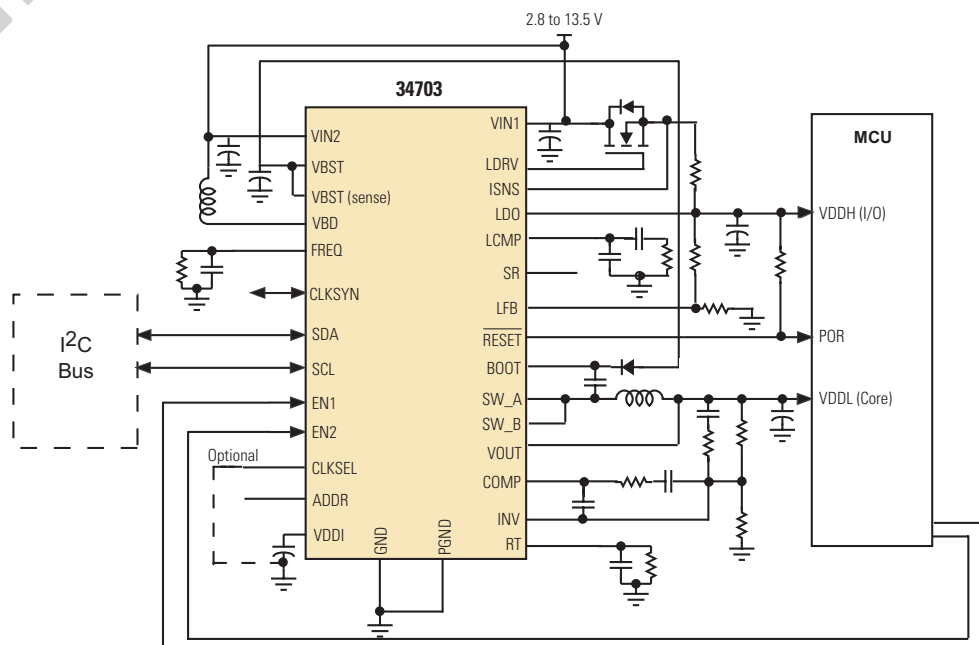 2.8 to 13.5 V
34703
VIN2
VBST
VBST (sense)
VBD
FREQ
CLKSYN
SDA
SCL
EN1
EN2
CLKSEL
ADDR
VDDI
GND
PGND
VIN1
LDRV
ISNS
LDO
LCMP
SR
LFB
RESET
BOOT
SW_A
SW_B
VOUT
COMP
INV
RT
MCU
VDDH (I/O)
POR
VDDL (Core)
I2C
Bus
Optional